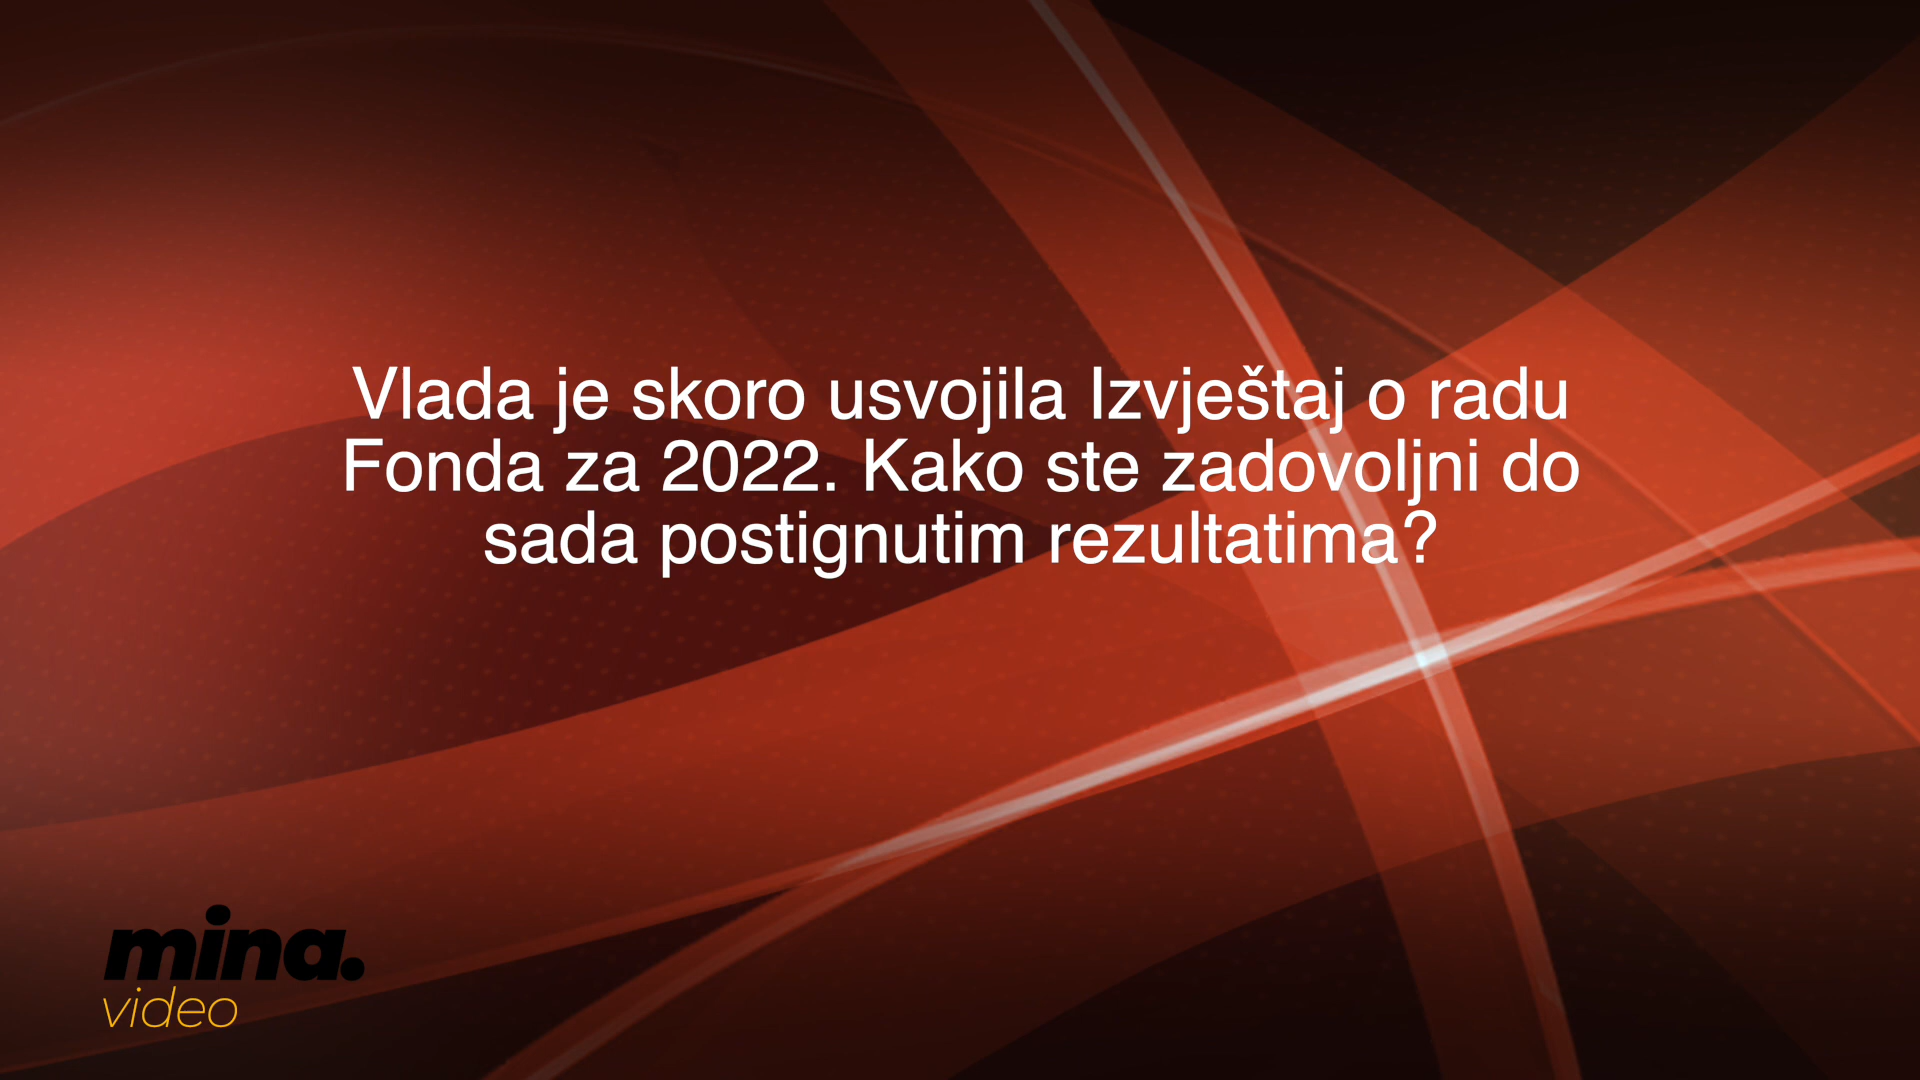 Vlada je skoro usvojila Izvještaj o radu
Fonda za 2022. Kako ste zadovoljni do
sada postignutim rezultatima?
mina.
video